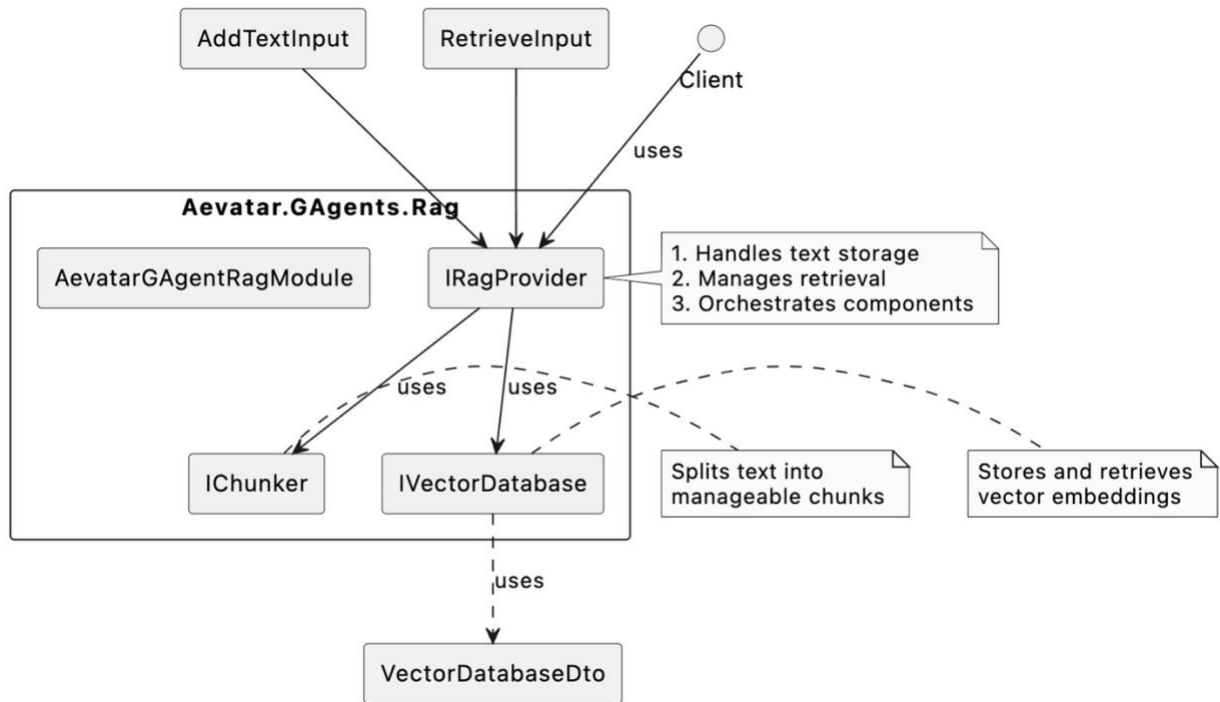 AddTextInput
RetrieveInput
Client
uses
Aevatar.GAgents.Rag
AevatarGAgentRagModule
IRagProvider
1. Handles text storage
2. Manages retrieval
3. Orchestrates components
uses
uses
IChunker
IVectorDatabase
Splits text into
manageable chunks
Stores and retrieves
vector embeddings
uses
VectorDatabaseDto